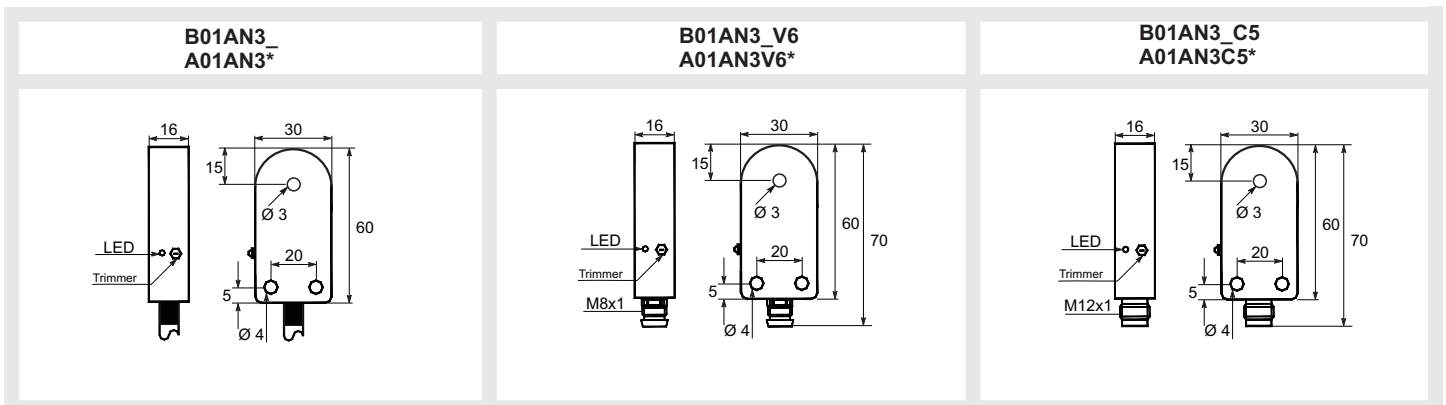 B01AN3_
A01AN3*
B01AN3_V6
A01AN3V6*
B01AN3_C5
A01AN3C5*
16
30
15
Ø 3
60
LED
20
Trimmer
5
Ø 4
16
30
15
Ø 3
60
70
LED
20
Trimmer
5
M8x1
Ø 4
16
30
15
Ø 3
60
70
LED
20
Trimmer
5
M12x1
Ø 4